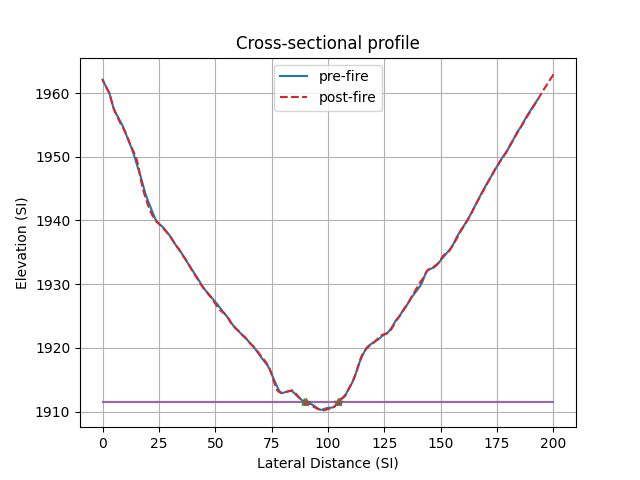 Cross-sectional profile
pre-fire
post-fire
Elevation (SI)
1960
1950
1940
1930
1920
1910
0 25 50 75 100 125 150 175 200
Lateral Distance (SI)